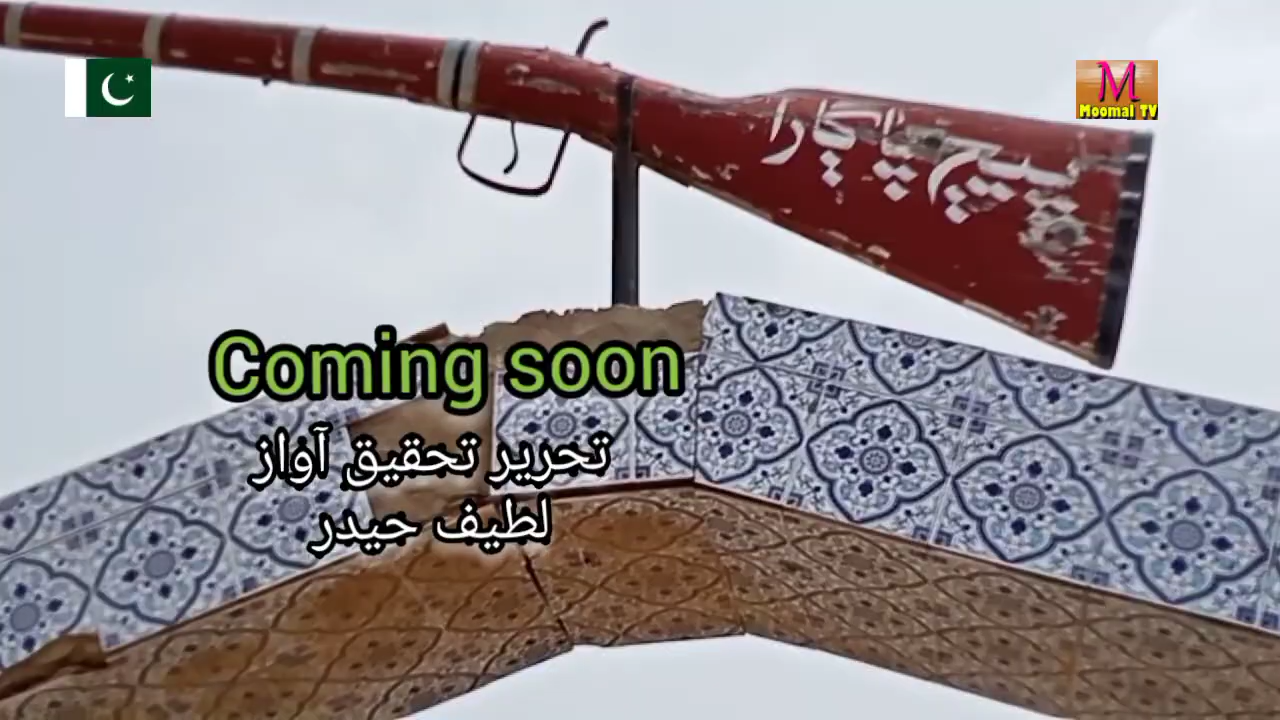 M
Moomal TV
پاگارا
Coming soon
تحریر تحقیق آواز
لطیف حیدر